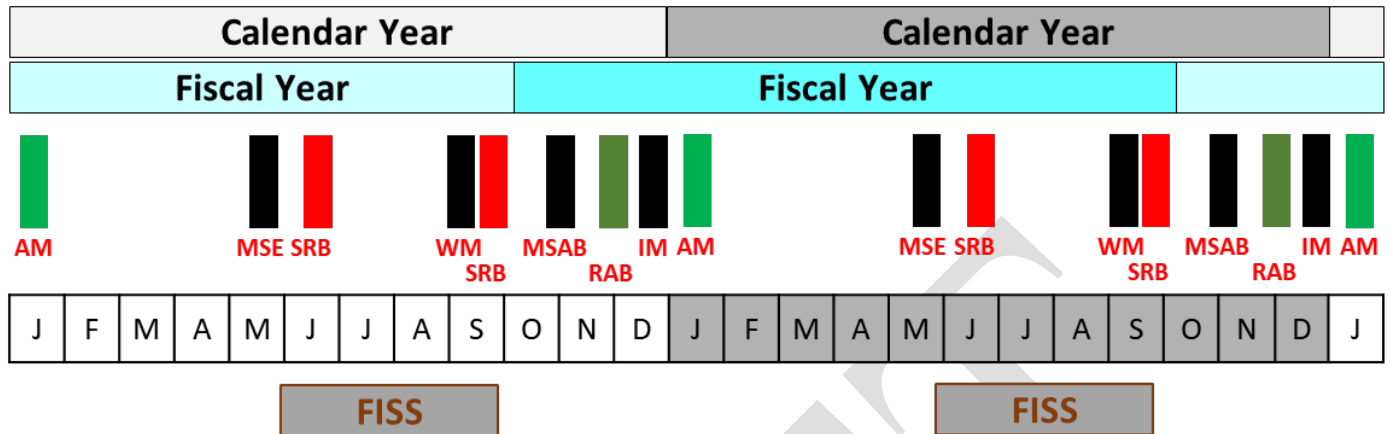 Calendar Year Calendar Year
Fiscal Year Fiscal Year
AM MSE SRB WM MSAB IM AM MSE SRB WM MSAB IM AM
SRB RAB SRB RAB
J F M A M J J A S O N D J F M A M J J A S O N D J
FISS FISS